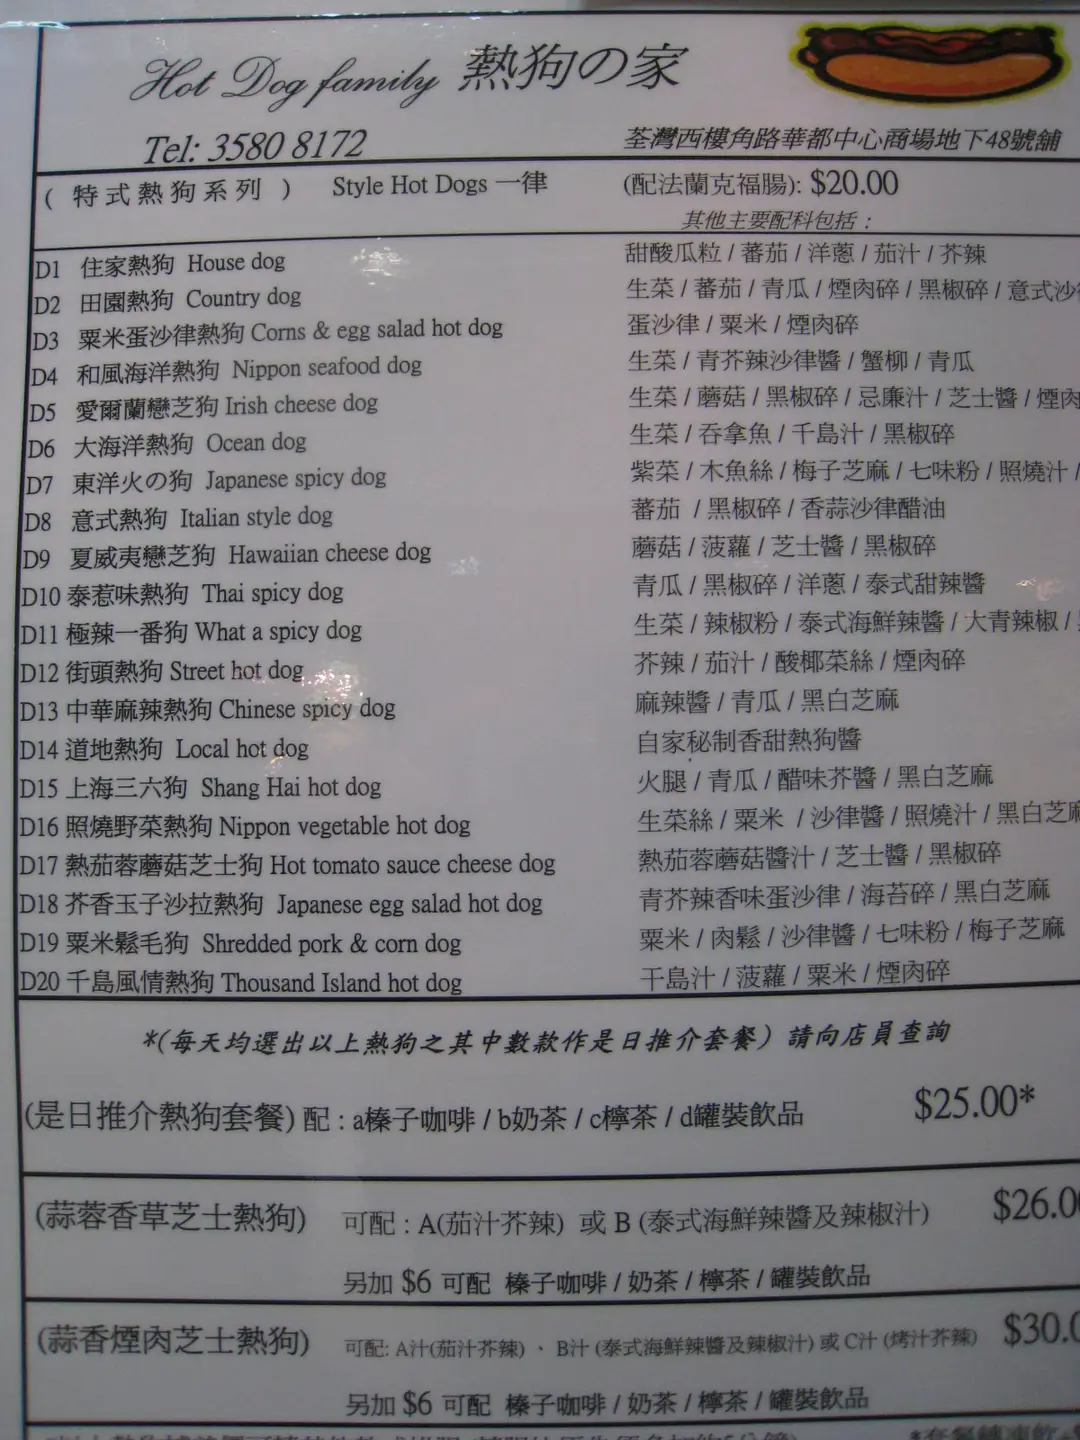 Hot Dog family 熱狗の家
Tel: 3580 8172 荃灣西樓角路華都中心商場地下48號舖
( 特式熱狗系列 ) Style Hot Dogs 一律 (配法蘭克福腸): $20.00
其他主要配料包括 :
D1 住家熱狗 House dog 甜酸瓜粒 / 蕃茄 / 洋蔥 / 茄汁 / 芥辣
D2 田園熱狗 Country dog 生菜 / 蕃茄 / 青瓜 / 煙肉碎 / 黑椒碎 / 意式沙
D3 粟米蛋沙律熱狗 Corns & egg salad hot dog 蛋沙律 / 粟米 / 煙肉碎
D4 和風海洋熱狗 Nippon seafood dog 生菜 / 青芥辣沙律醬 / 蟹柳 / 青瓜
D5 愛爾蘭戀芝狗 Irish cheese dog 生菜 / 蘑菇 / 黑椒碎 / 忌廉汁 / 芝士醬 / 煙肉
D6 大海洋熱狗 Ocean dog 生菜 / 吞拿魚 / 千島汁 / 黑椒碎
D7 東洋火の狗 Japanese spicy dog 紫菜 / 木魚絲 / 梅子芝麻 / 七味粉 / 照燒汁 /
D8 意式熱狗 Italian style dog 蕃茄 / 黑椒碎 / 香蒜沙律醋油
D9 夏威夷戀芝狗 Hawaiian cheese dog 蘑菇 / 菠蘿 / 芝士醬 / 黑椒碎
D10 泰惹味熱狗 Thai spicy dog 青瓜 / 黑椒碎 / 洋蔥 / 泰式甜辣醬
D11 極辣一番狗 What a spicy dog 生菜 / 辣椒粉 / 泰式海鮮辣醬 / 大青辣椒 /
D12 街頭熱狗 Street hot dog 芥辣 / 茄汁 / 酸椰菜絲 / 煙肉碎
D13 中華麻辣熱狗 Chinese spicy dog 麻辣醬 / 青瓜 / 黑白芝麻
D14 道地熱狗 Local hot dog 自家秘制香甜熱狗醬
D15 上海三六狗 Shang Hai hot dog 火腿 / 青瓜 / 醋味芥醬 / 黑白芝麻
D16 照燒野菜熱狗 Nippon vegetable hot dog 生菜絲 / 粟米 / 沙律醬 / 照燒汁 / 黑白芝麻
D17 熱茄蓉蘑菇芝士狗 Hot tomato sauce cheese dog 熱茄蓉蘑菇醬汁 / 芝士醬 / 黑椒碎
D18 芥香玉子沙拉熱狗 Japanese egg salad hot dog 青芥辣香味蛋沙律 / 海苔碎 / 黑白芝麻
D19 粟米鬆毛狗 Shredded pork & corn dog 粟米 / 肉鬆 / 沙律醬 / 七味粉 / 梅子芝麻
D20 千島風情熱狗 Thousand Island hot dog 千島汁 / 菠蘿 / 粟米 / 煙肉碎
*(每天均選出以上熱狗之其中數款作是日推介套餐) 請向店員查詢
(是日推介熱狗套餐) 配 : a榛子咖啡 / b奶茶 / c檸茶 / d罐裝飲品 $25.00*
(蒜蓉香草芝士熱狗) 可配 : A(茄汁芥辣) 或 B (泰式海鮮辣醬及辣椒汁) $26.0
另加 $6 可配 榛子咖啡 / 奶茶 / 檸茶 / 罐裝飲品
(蒜香煙肉芝士熱狗) 可配: A汁(茄汁芥辣) 、 B汁 (泰式海鮮辣醬及辣椒汁) 或 C汁 (烤汁芥辣) $30.0
另加 $6 可配 榛子咖啡 / 奶茶 / 檸茶 / 罐裝飲品